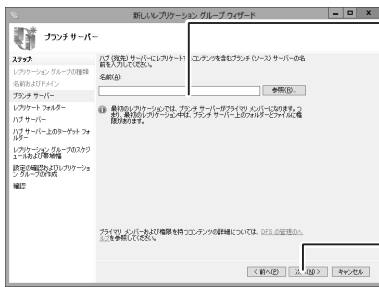 新しいレプリケーション グループ ウィザード
ブランチ サーバー
ステップ:
レプリケーション グループの種類
名前およびドメイン
ブランチ サーバー
レプリケート フォルダー
ハブ サーバー
ハブ サーバー上のターゲット フォルダー
レプリケーション グループのスケジュールおよび帯域幅
設定の確認およびレプリケーション グループの作成
確認
ハブ (宛先) サーバーにレプリケート コンテンツを含むブランチ (ソース) サーバーの名
前を入力してください。
名前(A):
参照(R)...
最初のレプリケーションでは、ブランチ サーバーがプライマリ メンバーになります。つ
まり、最初のレプリケーション中は、ブランチ サーバー上のフォルダーとファイルに権
限があります。
プライマリ メンバーおよび権限を持つコンテンツの詳細については、DFS の管理のヘ
ルプを参照してください。
< 前へ(P)
(N) >
キャンセル